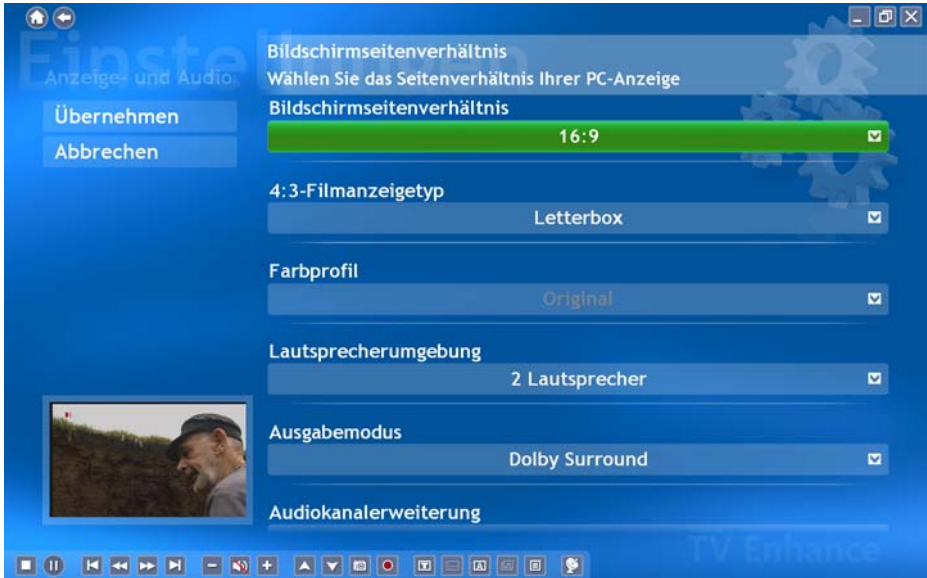 Einstellungen
Anzeige- und Audio.
Bildschirmseitenverhältnis
Wählen Sie das Seitenverhältnis Ihrer PC-Anzeige
Übernehmen
Abbrechen
Bildschirmseitenverhältnis
16:9
4:3-Filmanzeigetyp
Letterbox
Farbprofil
Original
Lautsprecherumgebung
2 Lautsprecher
Ausgabemodus
Dolby Surround
Audiokanalerweiterung
TV Enhance